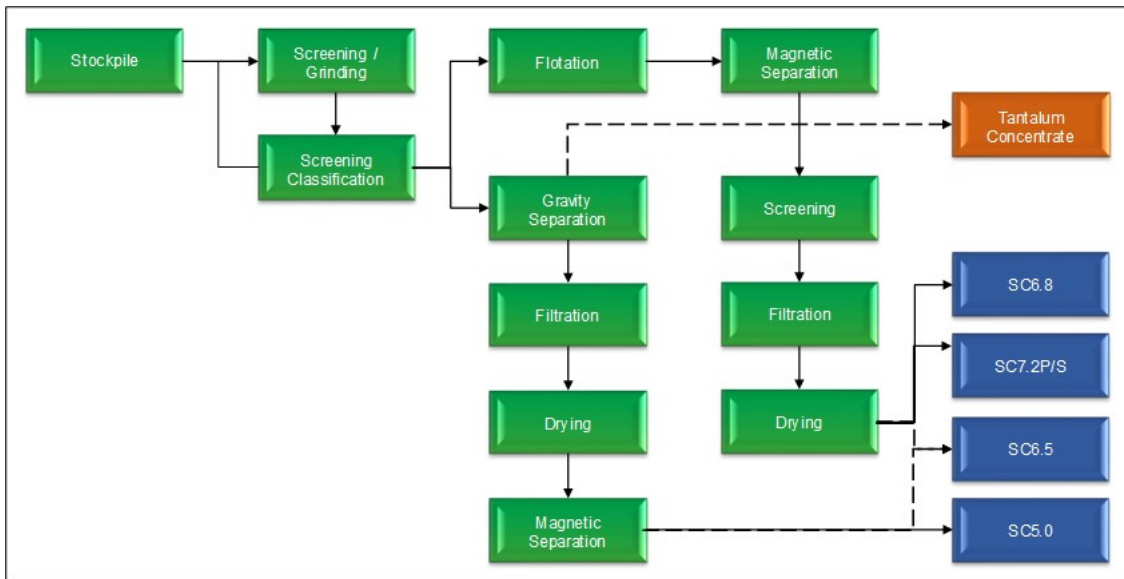 Stockpile
Screening /
Grinding
Flotation
Magnetic
Separation
Tantalum
Concentrate
Screening
Classification
Gravity
Separation
Screening
SC6.8
Filtration
Filtration
SC7.2P/S
Drying
Drying
SC6.5
Magnetic
Separation
SC5.0